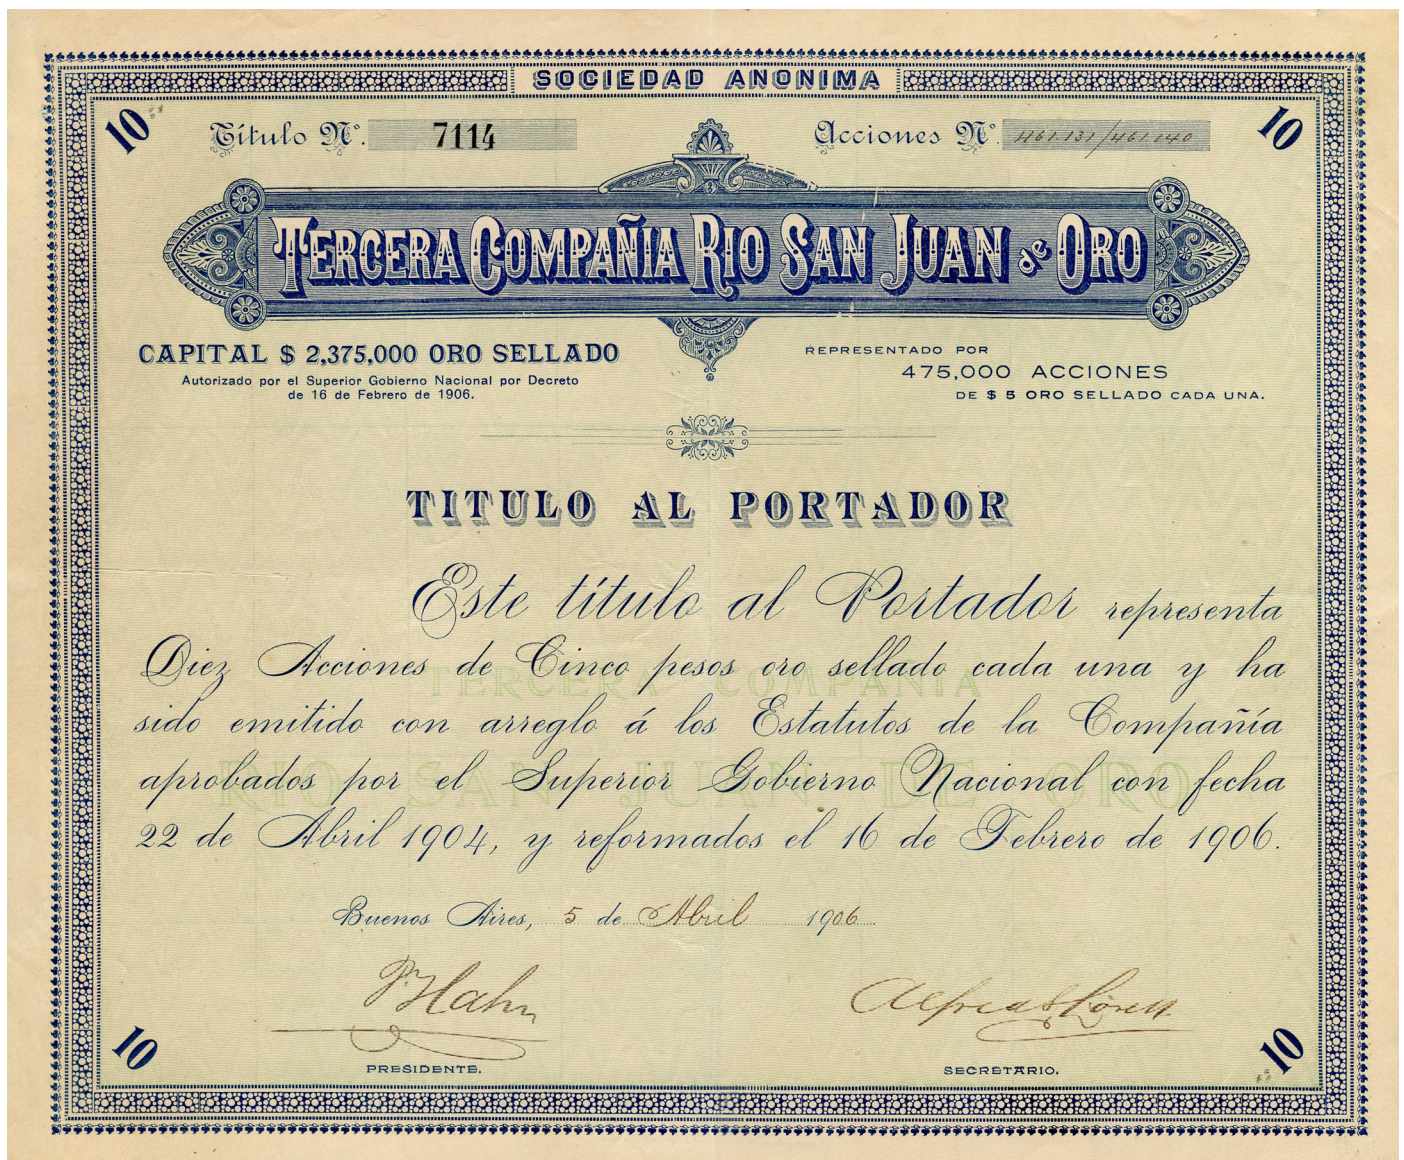 SOCIEDAD ANONIMA
10
Título Nº. 7114
Acciones Nº 461.131/461.140
10
3ª
TERCERA COMPAÑIA RIO SAN JUAN de ORO
CAPITAL $ 2,375,000 ORO SELLADO
Autorizado por el Superior Gobierno Nacional por Decreto
de 16 de Febrero de 1906.
REPRESENTADO POR
475,000 ACCIONES
DE $ 5 ORO SELLADO CADA UNA.
TITULO AL PORTADOR
Este título al Portador representa
Diez Acciones de Cinco pesos oro sellado cada una y ha
TERCERA COMPAÑIA
sido emitido con arreglo á los Estatutos de la Compañía
aprobados por el Superior Gobierno Nacional con fecha
RIO SAN JUAN DE ORO
22 de Abril 1904, y reformados el 16 de Febrero de 1906.
Buenos Aires, 5 de Abril 1906
Hahn
PRESIDENTE.
SECRETARIO.
10
10